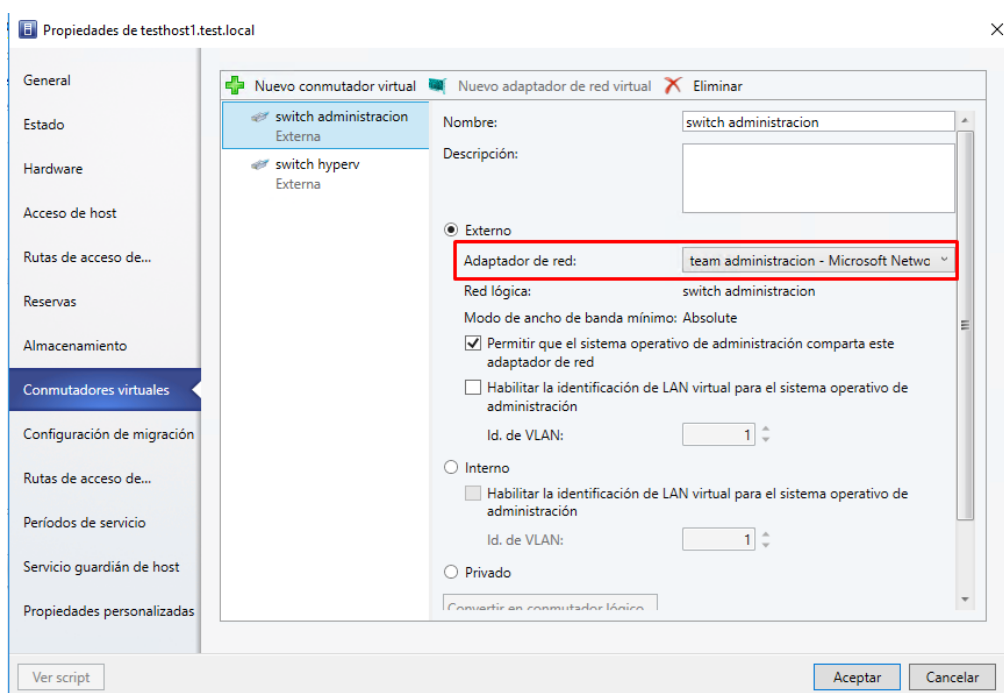 Propiedades de testhost1.test.local
General
Estado
Hardware
Acceso de host
Rutas de acceso de...
Reservas
Almacenamiento
Conmutadores virtuales
Configuración de migración
Rutas de acceso de...
Períodos de servicio
Servicio guardián de host
Propiedades personalizadas
Nuevo conmutador virtual Nuevo adaptador de red virtual Eliminar
switch administracion
Externa
switch hyperv
Externa
Nombre: switch administracion
Descripción:
Externo
Adaptador de red: team administracion - Microsoft Netwo
Red lógica: switch administracion
Modo de ancho de banda mínimo: Absolute
Permitir que el sistema operativo de administración comparta este
adaptador de red
Habilitar la identificación de LAN virtual para el sistema operativo de
administración
Id. de VLAN: 1
Interno
Habilitar la identificación de LAN virtual para el sistema operativo de
administración
Id. de VLAN: 1
Privado
Convertir en conmutador lógico
Ver script Aceptar Cancelar